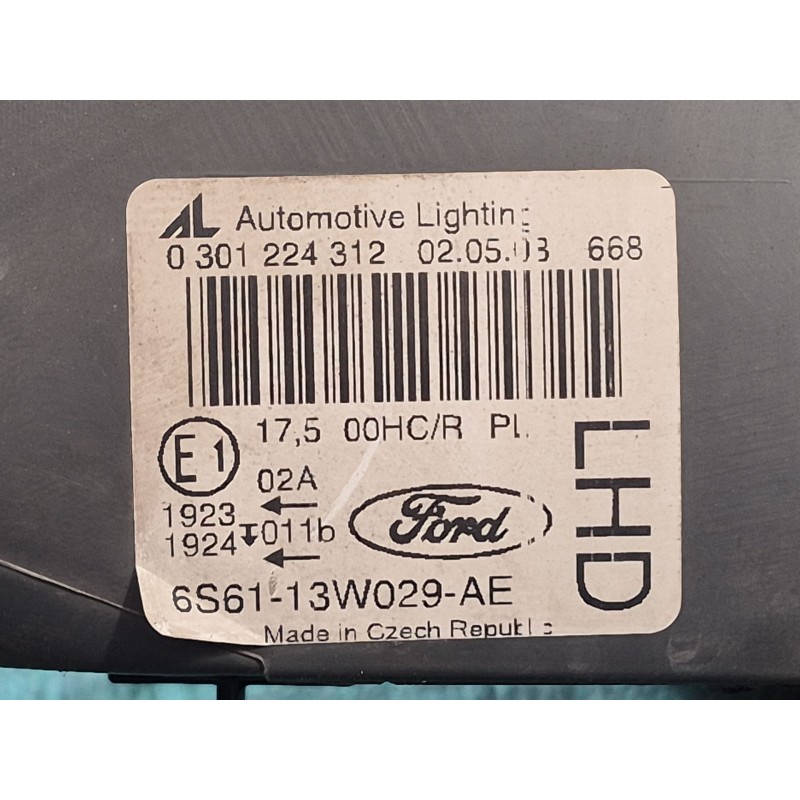 AL Automotive Lighting
0 301 224 312 02.05.03 668
E1 17,5 00HC/R PL
02A
1923
1924 011b
Ford
6S61-13W029-AE
Made in Czech Republic
LHD